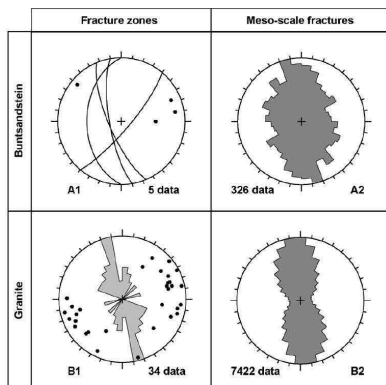 Fracture zones
Meso-scale fractures
Buntsandstein
A1
5 data
326 data
A2
Granite
B1
34 data
7422 data
B2